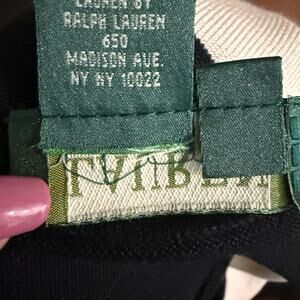 LAUREN BY
RALPH LAUREN
650
MADISON AVE.
NY NY 10022